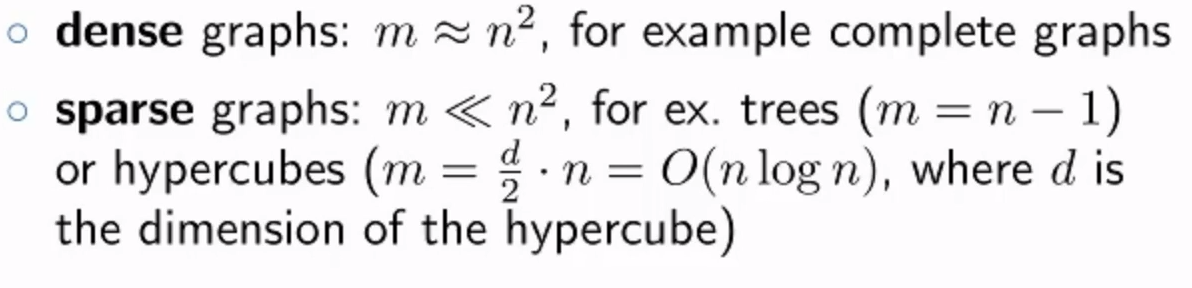 ◦ dense graphs: m ≈ n², for example complete graphs
◦ sparse graphs: m ≪ n², for ex. trees (m = n − 1)
or hypercubes (m = d/2 · n = O(n log n), where d is
the dimension of the hypercube)